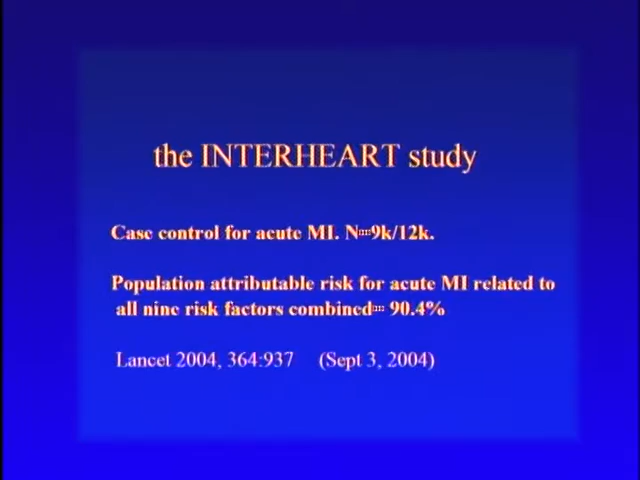 the INTERHEART study
Case control for acute MI. N=9k/12k.
Population attributable risk for acute MI related to
all nine risk factors combined= 90.4%
Lancet 2004, 364:937 (Sept 3, 2004)